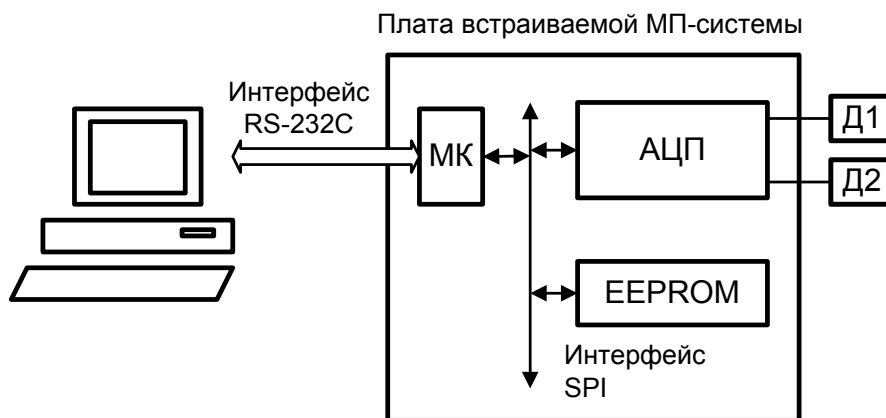 Плата встраиваемой МП-системы
Интерфейс
RS-232C
МК
АЦП
Д1
Д2
EEPROM
Интерфейс
SPI